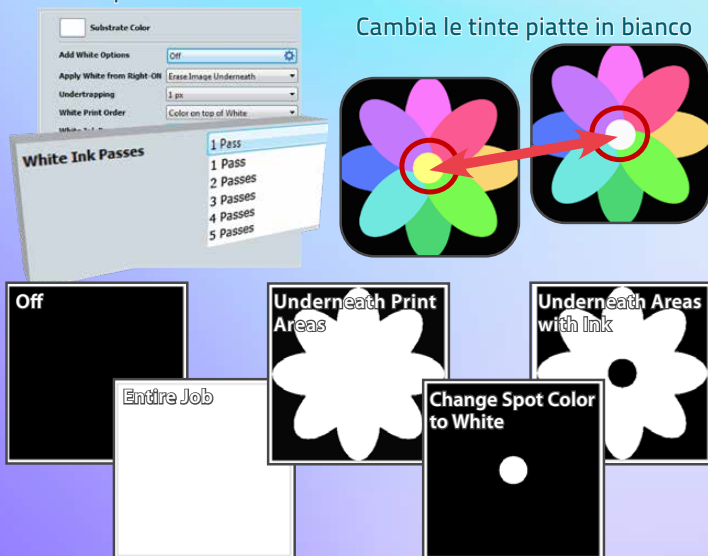 Substrate Color
Cambia le tinte piatte in bianco
Add White Options
Off
Apply White from Right-ON
Erase Image Underneath
Undertrapping
1 px
White Print Order
Color on top of White
White Ink Passes
1 Pass
1 Pass
2 Passes
3 Passes
4 Passes
5 Passes
Off
Underneath Print
Areas
Underneath Areas
with Ink
Entire Job
Change Spot Color
to White